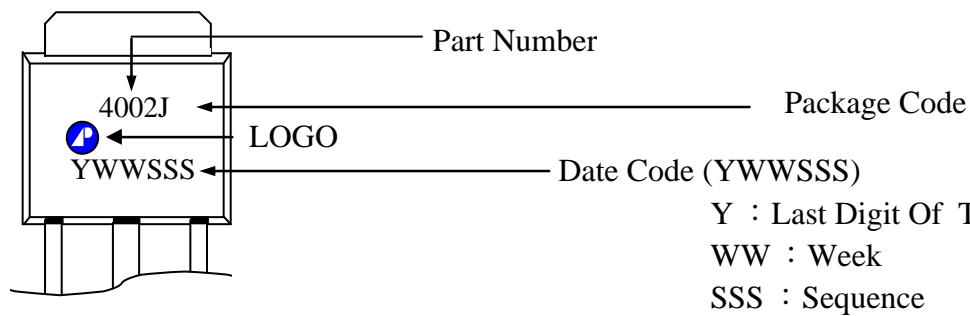 Part Number
4002J
Package Code
LOGO
YWWSSS
Date Code (YWWSSS)
Y：Last Digit Of
WW：Week
SSS：Sequence